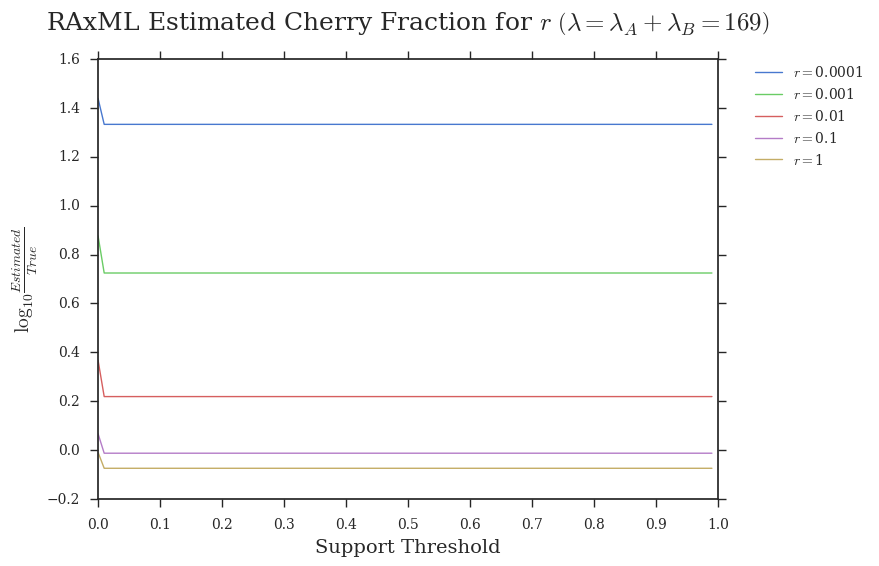 RAxML Estimated Cherry Fraction for r (λ = λ_A + λ_B = 169)
1.6
1.4
1.2
1.0
0.8
0.6
0.4
0.2
0.0
−0.2
log₁₀ Estimated/True
0.0 0.1 0.2 0.3 0.4 0.5 0.6 0.7 0.8 0.9 1.0
Support Threshold
r = 0.0001
r = 0.001
r = 0.01
r = 0.1
r = 1